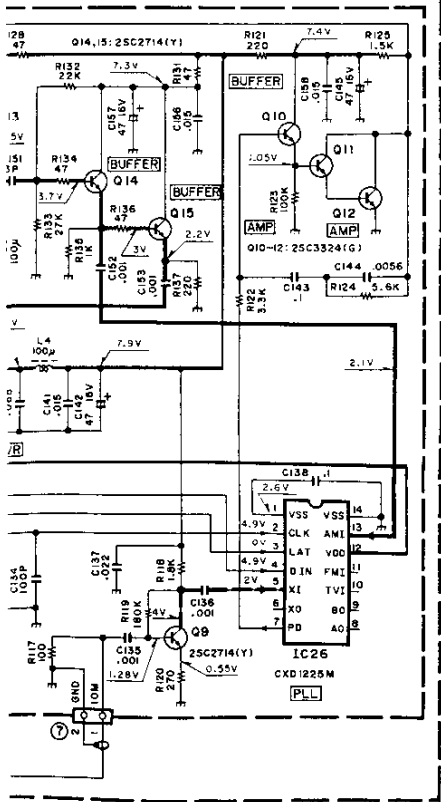 R128 47
Q14,15: 2SC2714(Y)
R121 220
7.4V
R125 1.5K
7.3V
R132 22K
R131 47
BUFFER
C157 47 16V
C156 .015
C158 .015
C145 47 16V
Q10
Q11
1.05V
Q12
R134 47
3.7V
Q14
BUFFER
R133 27K
R136 47
BUFFER
Q15
R123 100K
AMP
AMP
Q10-12: 2SC3324(G)
100μ
R135 1K
3V
2.2V
C152 .001
C153 .001
R137 220
C144 .0056
C143 .1
R124 5.6K
R122 3.3K
2.1V
L4 100μ
7.9V
C141 .015
C142 47 16V
C138 .1
2.6V
1 VSS
VSS 14
4.9V
2 CLK
AMI 13
0V
3 LAT
VDD 12
4.9V
4 DIN
FMI 11
2V
5 XI
TVI 10
6 XO
BO 9
7 PD
AO 8
IC26
CXD1225M
PLL
C134 100P
C137 .022
R118 1.8K
R119 180K
4V
C136 .001
Q9
2SC2714(Y)
R117 100
C135 .001
1.28V
R120 270
0.55V
GND
10M
7
2
1